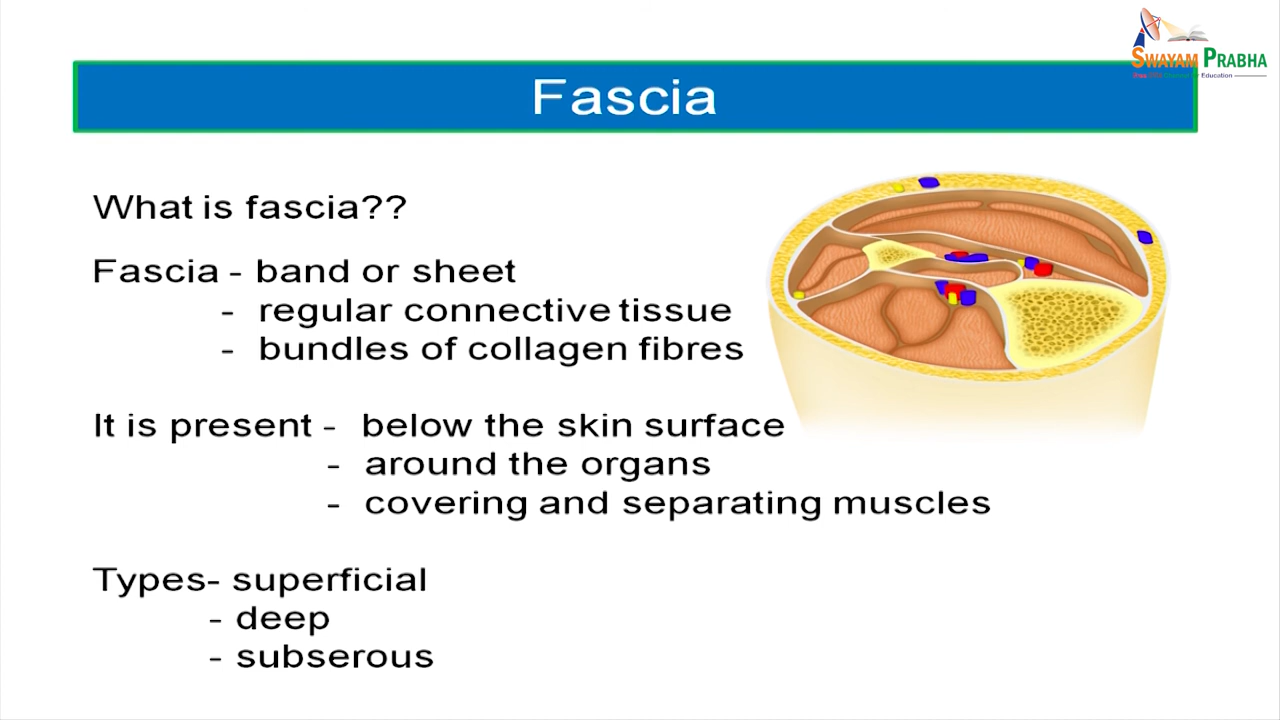 SWAYAM PRABHA
Fascia
What is fascia??
Fascia - band or sheet
- regular connective tissue
- bundles of collagen fibres
It is present - below the skin surface
- around the organs
- covering and separating muscles
Types- superficial
- deep
- subserous